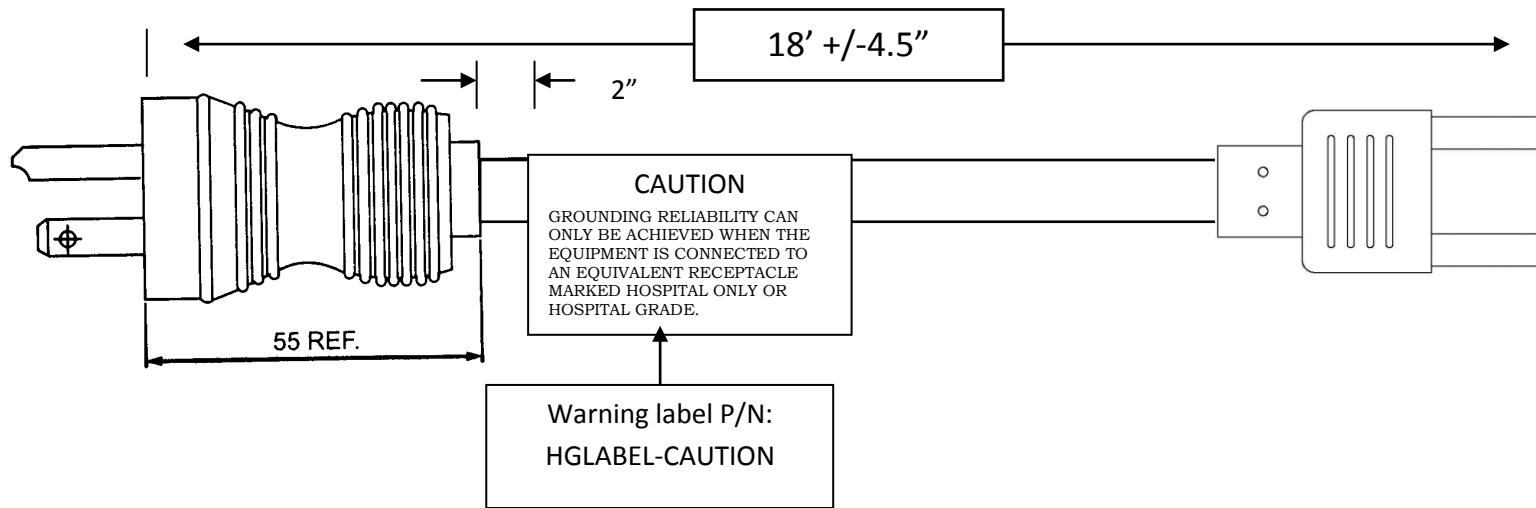 18’ +/-4.5”
2”
CAUTION
GROUNDING RELIABILITY CAN
ONLY BE ACHIEVED WHEN THE
EQUIPMENT IS CONNECTED TO
AN EQUIVALENT RECEPTACLE
MARKED HOSPITAL ONLY OR
HOSPITAL GRADE.
55 REF.
Warning label P/N:
HGLABEL-CAUTION